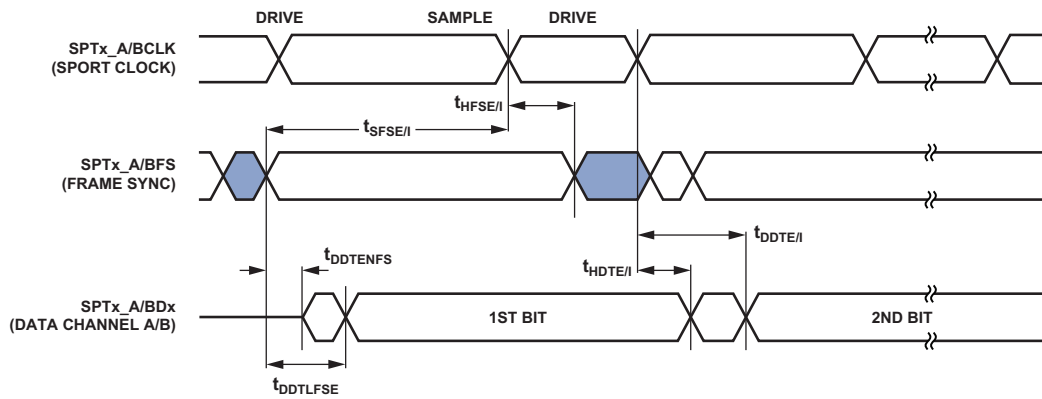 DRIVE SAMPLE DRIVE
SPTx_A/BCLK
(SPORT CLOCK)
tHFSE/I
tSFSE/I
SPTx_A/BFS
(FRAME SYNC)
tDDTE/I
tDDTENFS
tHDTE/I
SPTx_A/BDx
(DATA CHANNEL A/B)
1ST BIT 2ND BIT
tDDTLFSE